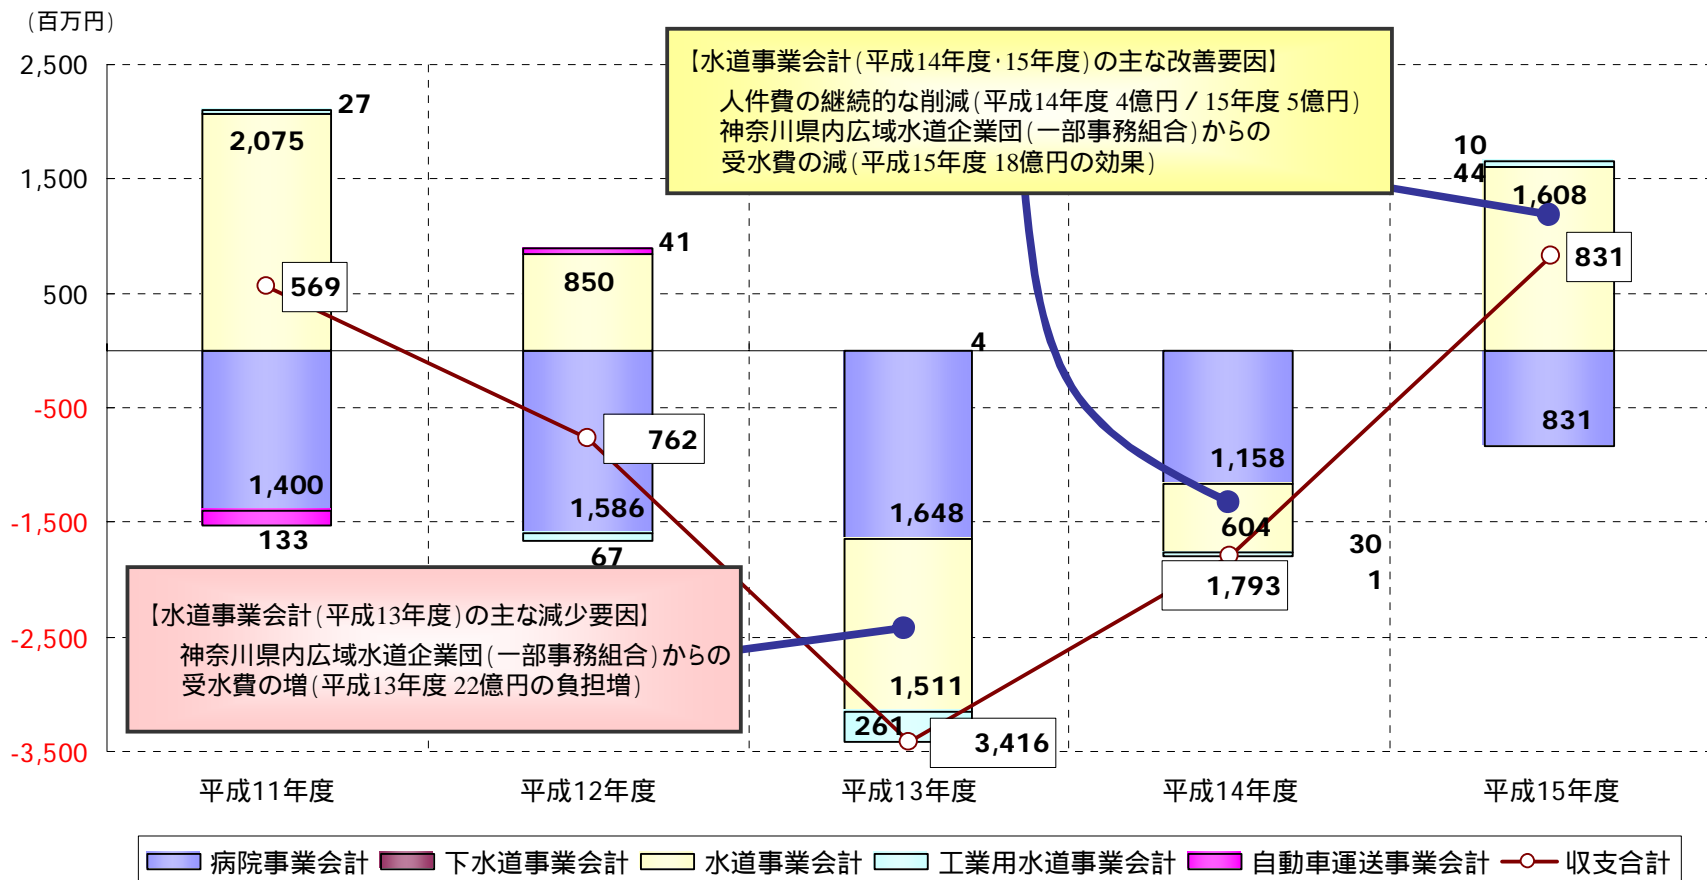 (百万円)
2,500
1,500
500
-500
-1,500
-2,500
-3,500
【水道事業会計(平成14年度・15年度)の主な改善要因】
人件費の継続的な削減(平成14年度 4億円 / 15年度 5億円)
神奈川県内広域水道企業団(一部事務組合)からの
受水費の減(平成15年度 18億円の効果)
27
2,075
569
1,400
133
41
850
762
1,586
67
4
1,648
1,511
261
3,416
1,158
604
30
1
1,793
10
44
1,608
831
831
【水道事業会計(平成13年度)の主な減少要因】
神奈川県内広域水道企業団(一部事務組合)からの
受水費の増(平成13年度 22億円の負担増)
平成11年度
平成12年度
平成13年度
平成14年度
平成15年度
病院事業会計 下水道事業会計 水道事業会計 工業用水道事業会計 自動車運送事業会計 収支合計